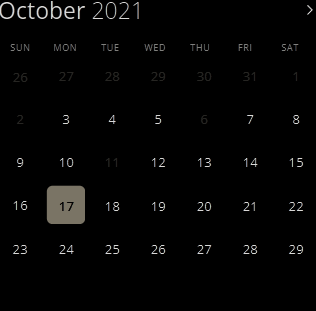 October 2021
SUN MON TUE WED THU FRI SAT
26 27 28 29 30 31 1
2 3 4 5 6 7 8
9 10 11 12 13 14 15
16 17 18 19 20 21 22
23 24 25 26 27 28 29